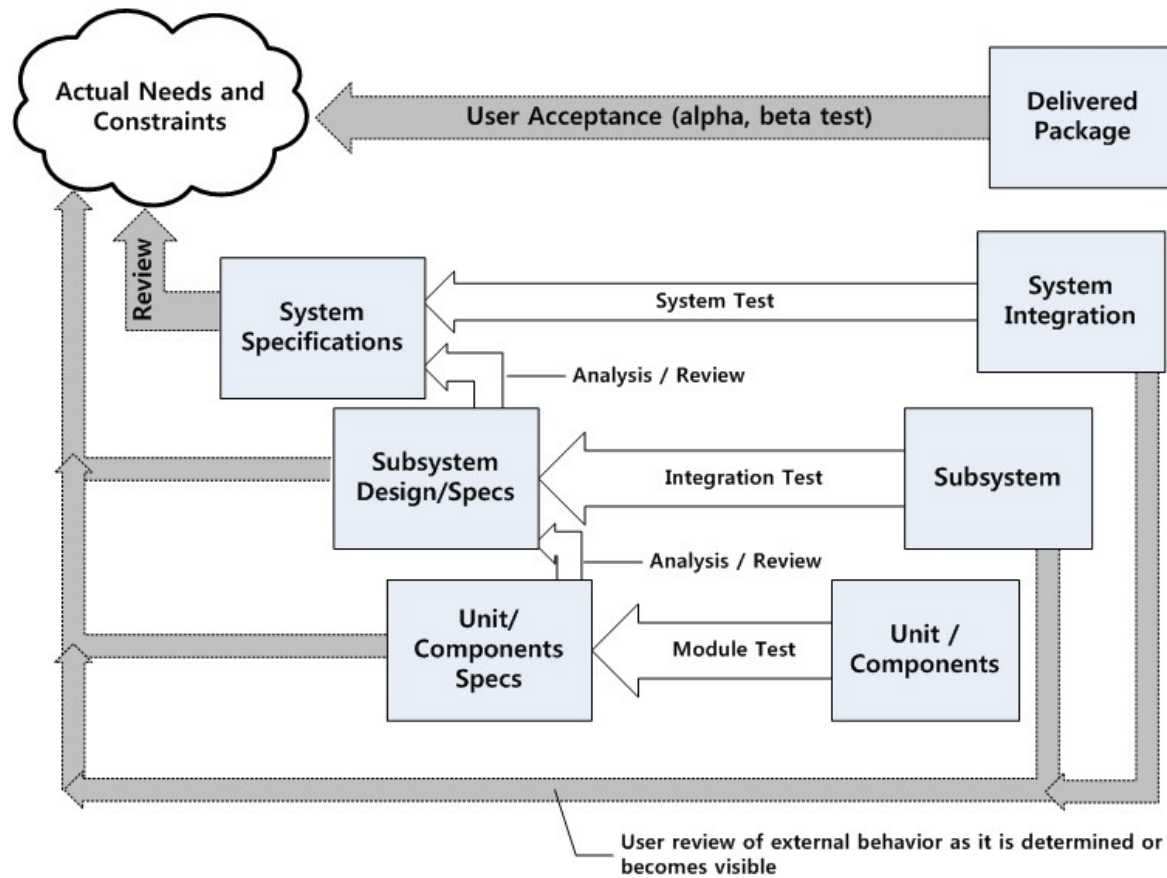 Actual Needs and
Constraints
User Acceptance (alpha, beta test)
Delivered
Package
Review
System
Specifications
System Test
System
Integration
Analysis / Review
Subsystem
Design/Specs
Integration Test
Subsystem
Analysis / Review
Unit/
Components
Specs
Module Test
Unit /
Components
User review of external behavior as it is determined or
becomes visible